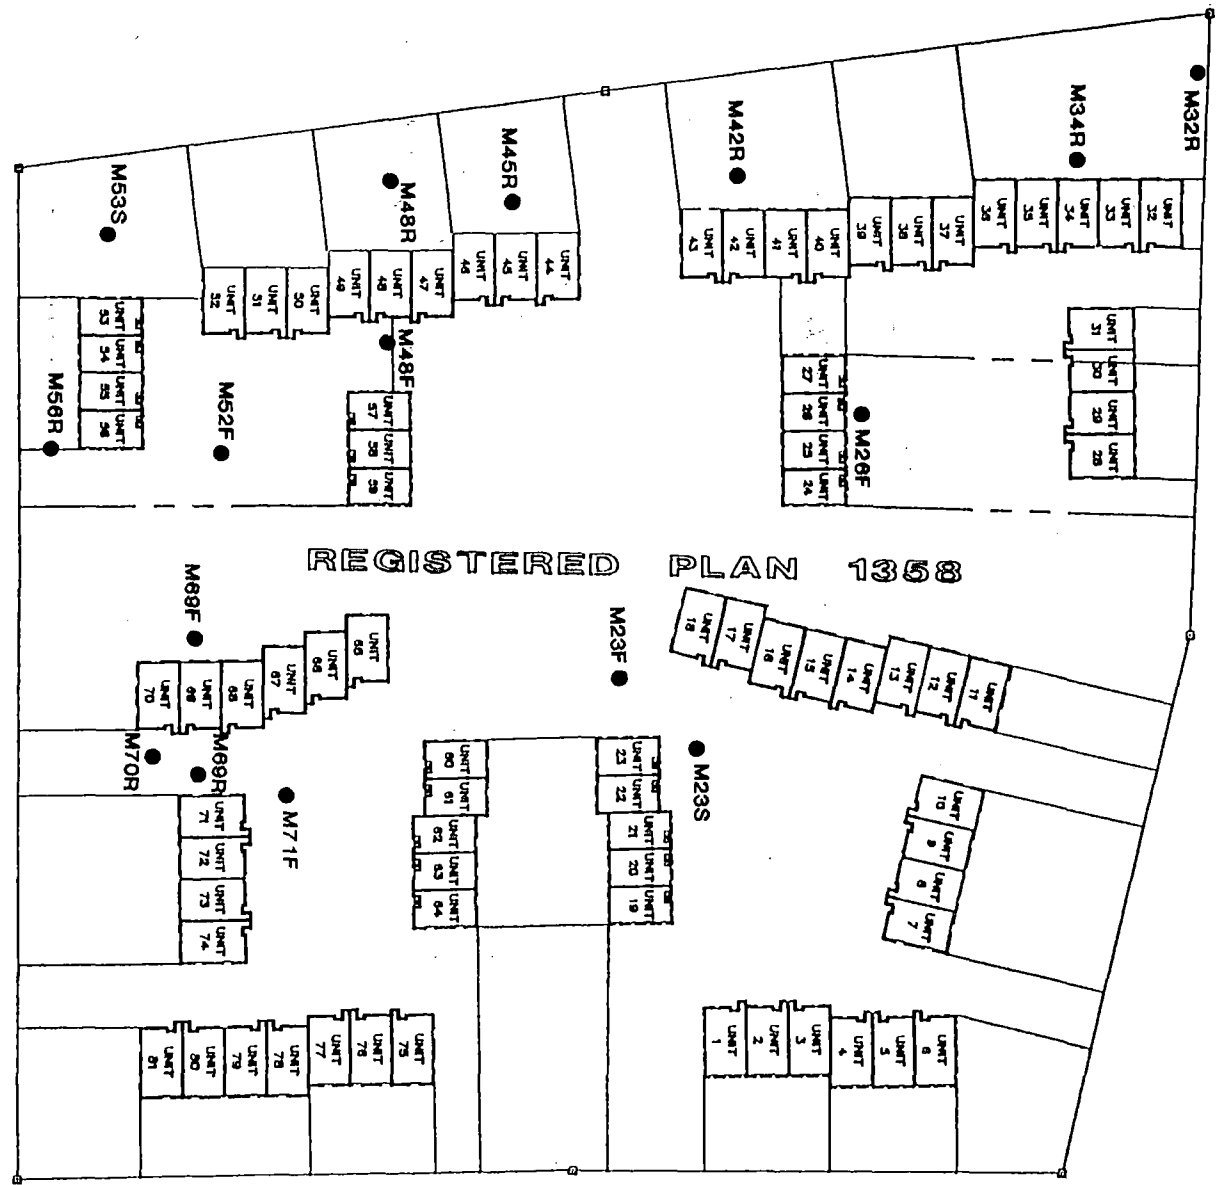 M32R
M34R
M42R
M45R
M48R
M53S
UNIT 32
UNIT 33
UNIT 34
UNIT 35
UNIT 36
UNIT 37
UNIT 38
UNIT 39
UNIT 40
UNIT 41
UNIT 42
UNIT 43
UNIT 44
UNIT 45
UNIT 46
UNIT 47
UNIT 48
UNIT 49
UNIT 50
UNIT 51
UNIT 52
UNIT 53
UNIT 54
UNIT 55
UNIT 56
M56R
M52F
M48F
UNIT 57
UNIT 58
UNIT 59
UNIT 27
UNIT 26
UNIT 25
UNIT 24
M26F
UNIT 31
UNIT 30
UNIT 29
UNIT 28
REGISTERED PLAN 1358
M69F
M23F
UNIT 18
UNIT 17
UNIT 16
UNIT 15
UNIT 14
UNIT 13
UNIT 12
UNIT 11
UNIT 65
UNIT 66
UNIT 67
UNIT 68
UNIT 69
UNIT 70
M70R
M69R
M71F
M23S
UNIT 60
UNIT 61
UNIT 62
UNIT 63
UNIT 64
UNIT 23
UNIT 22
UNIT 21
UNIT 20
UNIT 19
UNIT 10
UNIT 9
UNIT 8
UNIT 7
UNIT 71
UNIT 72
UNIT 73
UNIT 74
UNIT 81
UNIT 80
UNIT 79
UNIT 78
UNIT 77
UNIT 76
UNIT 75
UNIT 1
UNIT 2
UNIT 3
UNIT 4
UNIT 5
UNIT 6